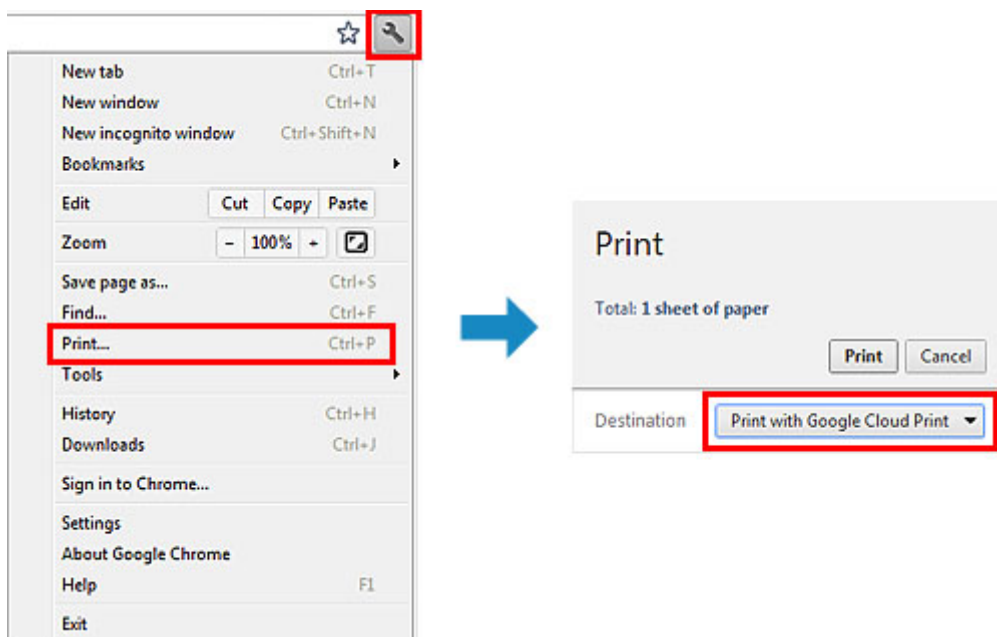 New tab Ctrl+T
New window Ctrl+N
New incognito window Ctrl+Shift+N
Bookmarks
Edit Cut Copy Paste
Zoom - 100% +
Save page as... Ctrl+S
Find... Ctrl+F
Print... Ctrl+P
Tools
History Ctrl+H
Downloads Ctrl+J
Sign in to Chrome...
Settings
About Google Chrome
Help F1
Exit
Print
Total: 1 sheet of paper
Print Cancel
Destination Print with Google Cloud Print